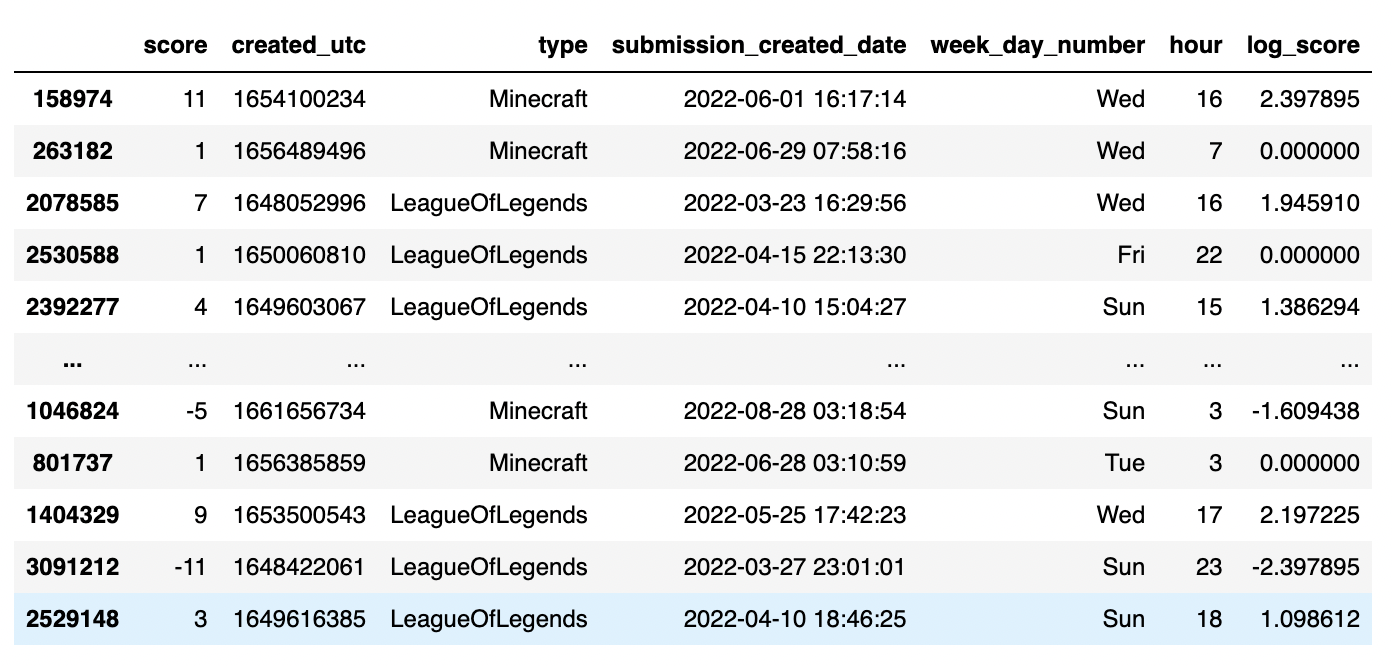 score created_utc type submission_created_date week_day_number hour log_score
158974 11 1654100234 Minecraft 2022-06-01 16:17:14 Wed 16 2.397895
263182 1 1656489496 Minecraft 2022-06-29 07:58:16 Wed 7 0.000000
2078585 7 1648052996 LeagueOfLegends 2022-03-23 16:29:56 Wed 16 1.945910
2530588 1 1650060810 LeagueOfLegends 2022-04-15 22:13:30 Fri 22 0.000000
2392277 4 1649603067 LeagueOfLegends 2022-04-10 15:04:27 Sun 15 1.386294
... ... ... ... ... ... ... ...
1046824 -5 1661656734 Minecraft 2022-08-28 03:18:54 Sun 3 -1.609438
801737 1 1656385859 Minecraft 2022-06-28 03:10:59 Tue 3 0.000000
1404329 9 1653500543 LeagueOfLegends 2022-05-25 17:42:23 Wed 17 2.197225
3091212 -11 1648422061 LeagueOfLegends 2022-03-27 23:01:01 Sun 23 -2.397895
2529148 3 1649616385 LeagueOfLegends 2022-04-10 18:46:25 Sun 18 1.098612